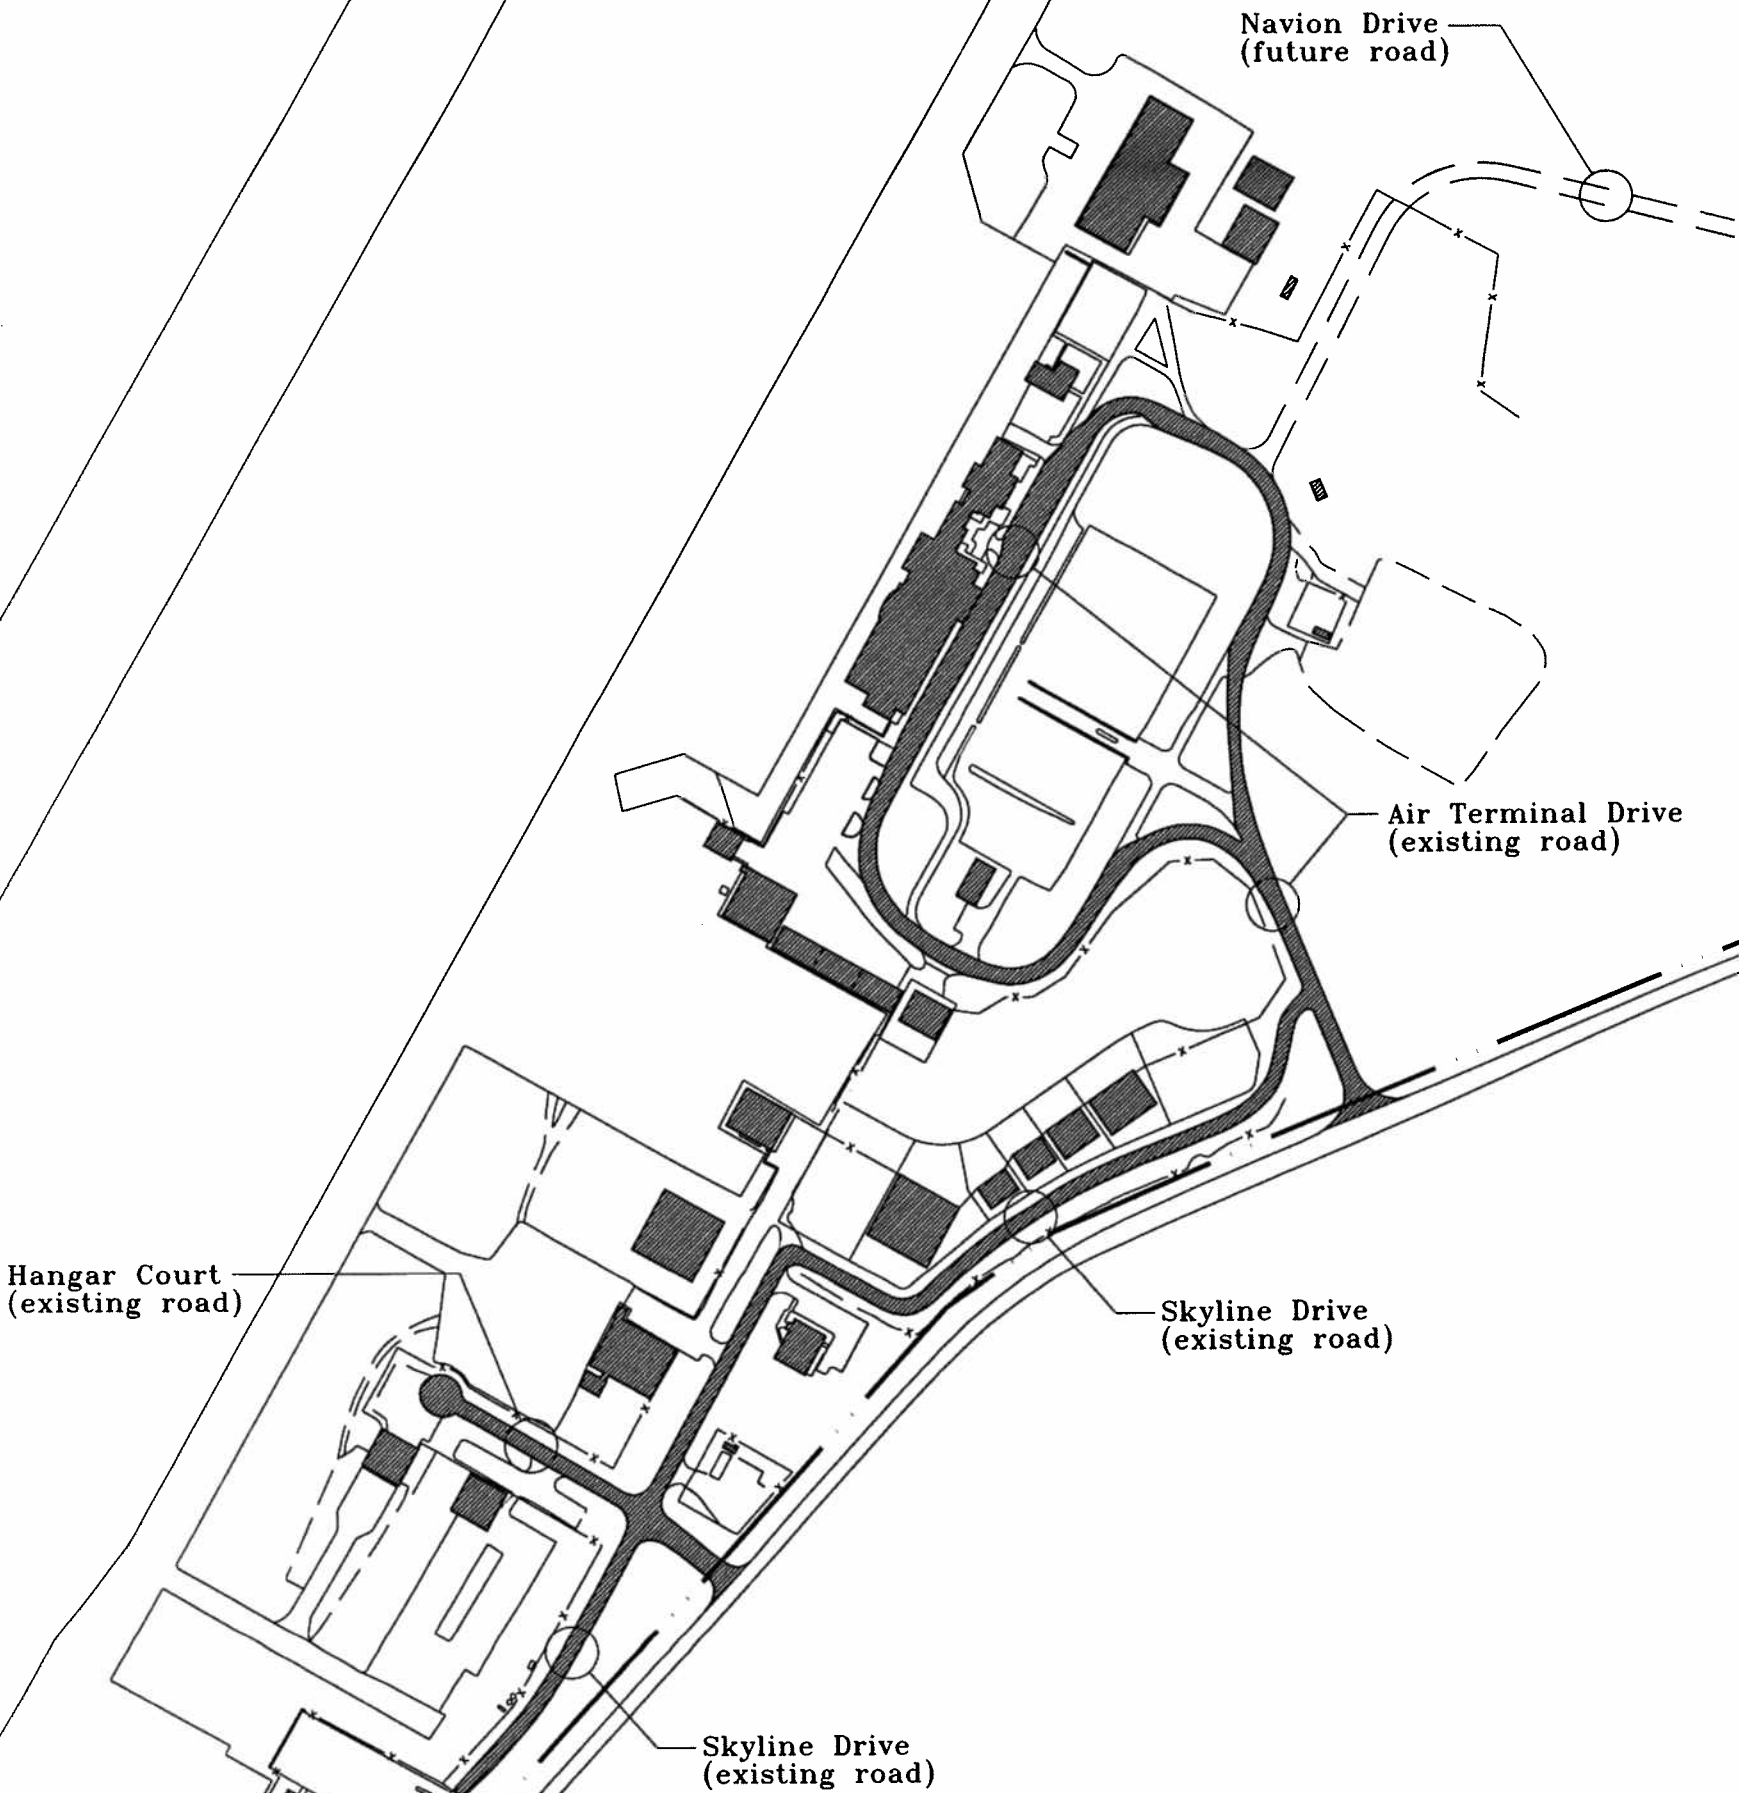 Navion Drive
(future road)
Air Terminal Drive
(existing road)
Hangar Court
(existing road)
Skyline Drive
(existing road)
Skyline Drive
(existing road)